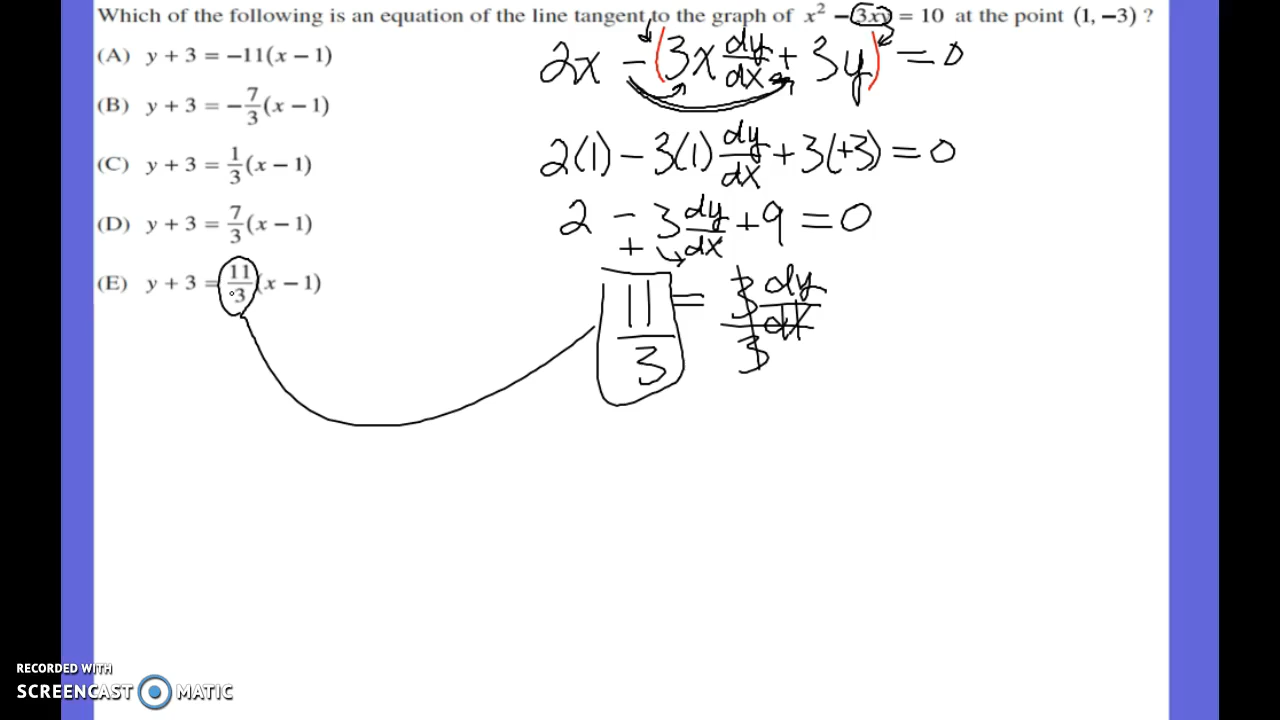 Which of the following is an equation of the line tangent to the graph of x² − 3xy = 10 at the point (1, −3) ?
(A) y + 3 = −11(x − 1)
(B) y + 3 = −7/3(x − 1)
(C) y + 3 = 1/3(x − 1)
(D) y + 3 = 7/3(x − 1)
(E) y + 3 = 11/3(x − 1)
2x − (3x dy/dx + 3y) = 0
2(1) − 3(1) dy/dx + 3(+3) = 0
2 − 3 dy/dx + 9 = 0
+
11/3 = 3/3 dy/dx
RECORDED WITH
SCREENCAST MATIC